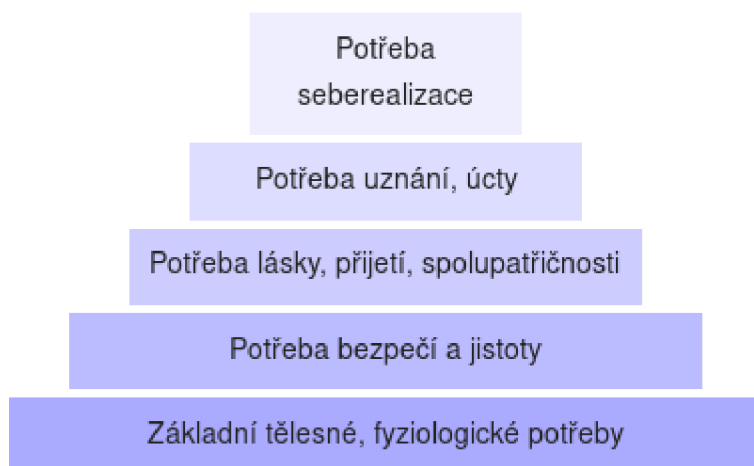 Potřeba
seberealizace
Potřeba uznání, úcty
Potřeba lásky, přijetí, spolupatřičnosti
Potřeba bezpečí a jistoty
Základní tělesné, fyziologické potřeby